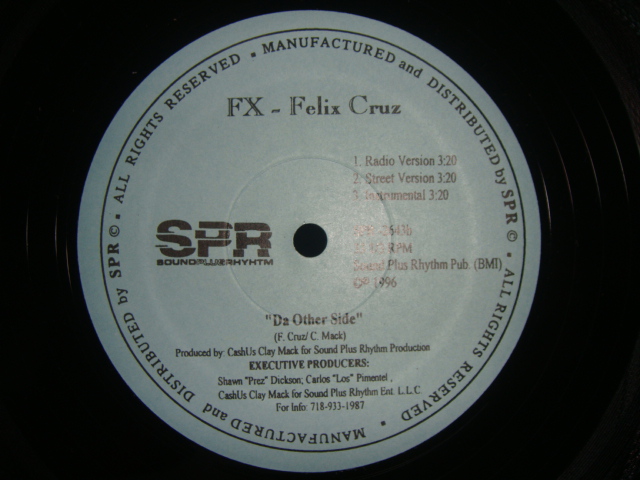 MANUFACTURED and DISTRIBUTED by SPR © • ALL RIGHTS RESERVED •
MANUFACTURED and DISTRIBUTED by SPR © • ALL RIGHTS RESERVED •
FX - Felix Cruz
1. Radio Version 3:20
2. Street Version 3:20
3. Instrumental 3:20
RPM
Sound Plus Rhythm Pub. (BMI)
1996
SPR
SOUNDPLUSRHYHTM
"Da Other Side"
(F. Cruz/ C. Mack)
Produced by: CashUs Clay Mack for Sound Plus Rhythm Production
EXECUTIVE PRODUCERS:
Shawn "Prez" Dickson; Carlos "Los" Pimentel ,
CashUs Clay Mack for Sound Plus Rhythm Ent. L.L.C
For Info: 718-933-1987